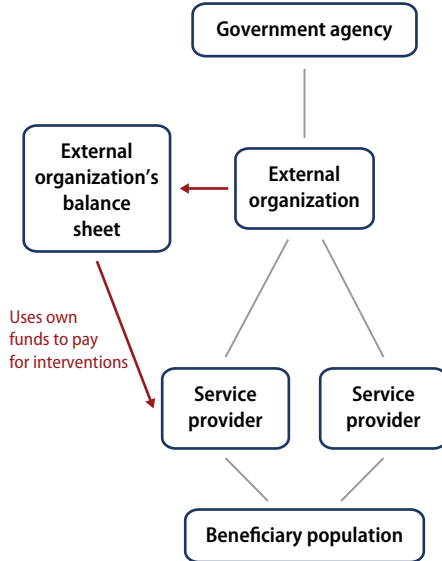 Government agency
External
organization’s
balance
sheet
External
organization
Uses own
funds to pay
for interventions
Service
provider
Service
provider
Beneficiary population